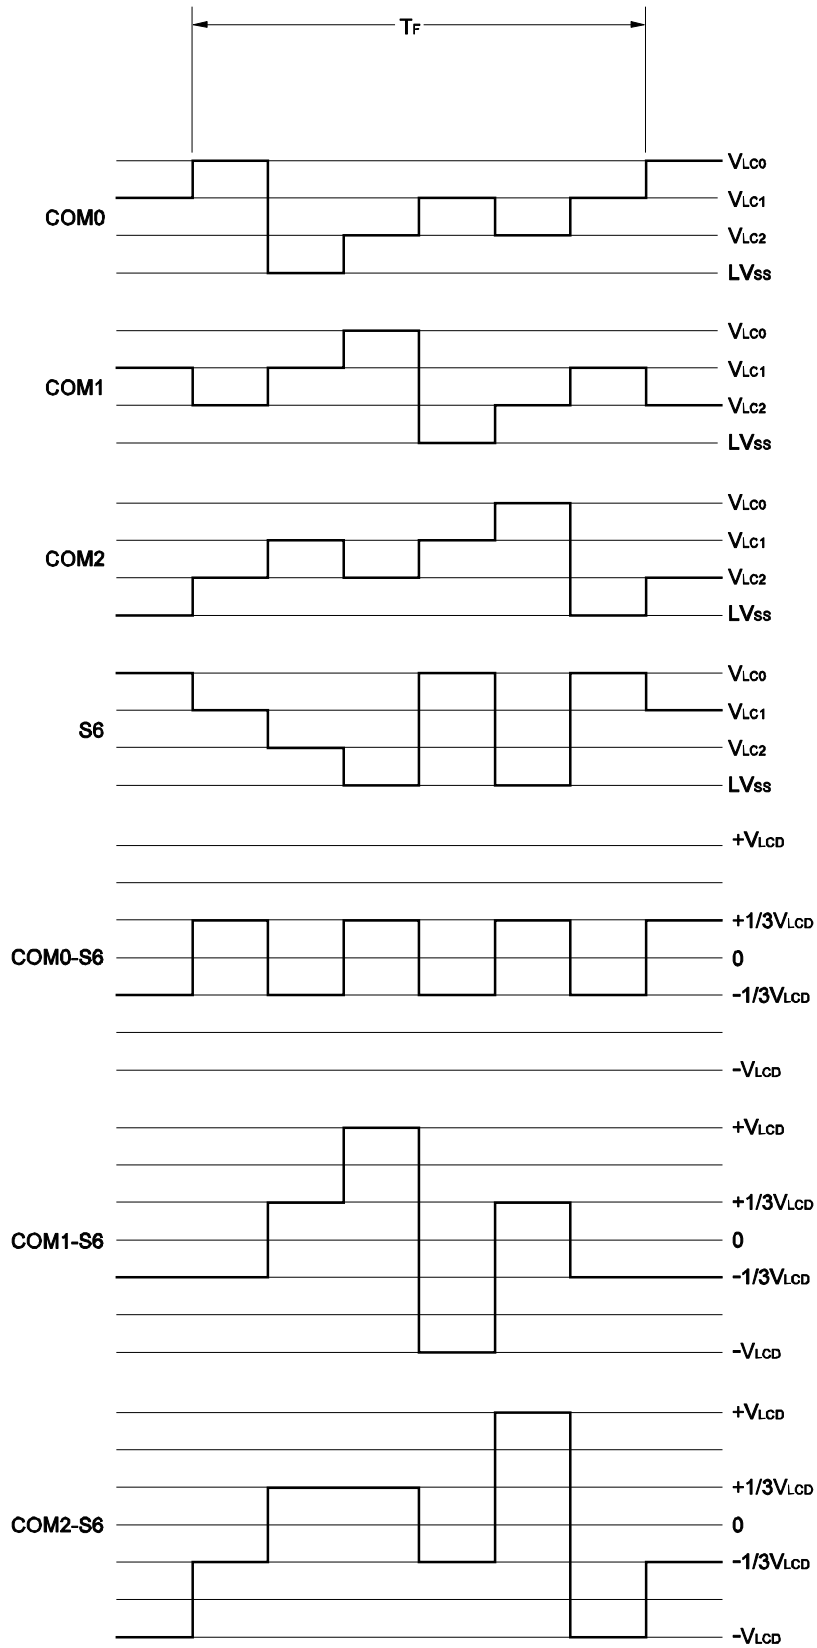 TF
VLC0
VLC1
COM0
VLC2
LVSS
VLC0
VLC1
COM1
VLC2
LVSS
VLC0
VLC1
COM2
VLC2
LVSS
VLC0
VLC1
S6
VLC2
LVSS
+VLCD
+1/3VLCD
COM0-S6
0
-1/3VLCD
-VLCD
+VLCD
+1/3VLCD
COM1-S6
0
-1/3VLCD
-VLCD
+VLCD
+1/3VLCD
COM2-S6
0
-1/3VLCD
-VLCD